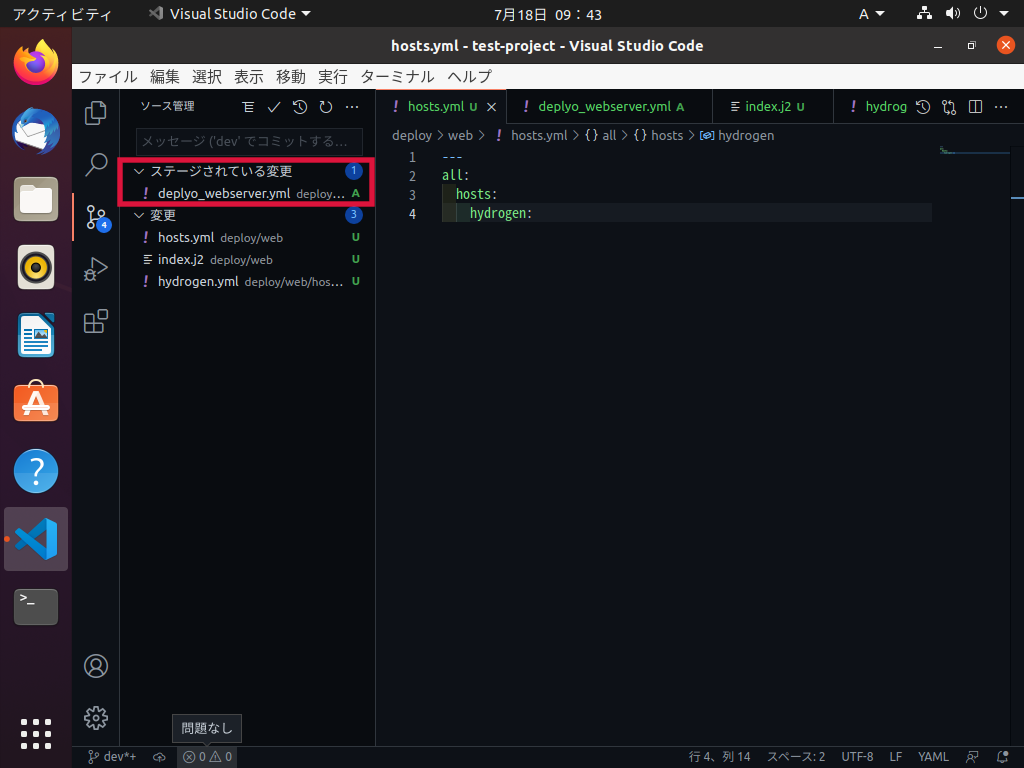 アクティビティ Visual Studio Code 7月18日 09：43 A
hosts.yml - test-project - Visual Studio Code
ファイル 編集 選択 表示 移動 実行 ターミナル ヘルプ
ソース管理
hosts.yml U deplyo_webserver.yml A index.j2 U hydrog
メッセージ ('dev' でコミットする…
deploy > web > hosts.yml > {} all > {} hosts > hydrogen
ステージされている変更 1
deplyo_webserver.yml deploy... A
変更 3
hosts.yml deploy/web U
index.j2 deploy/web U
hydrogen.yml deploy/web/hos... U
4
1 ---
2 all:
3 hosts:
4 hydrogen:
問題なし
dev*+ 0 0 行 4、列 14 スペース: 2 UTF-8 LF YAML